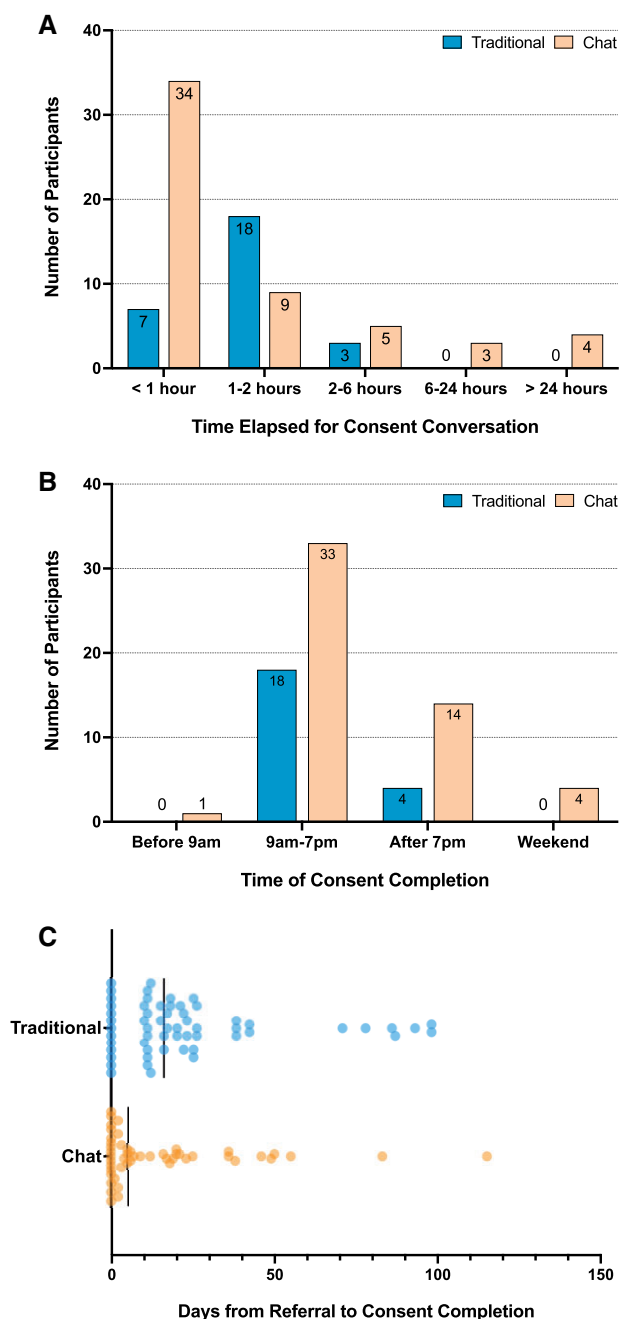 A
Number of Participants
40
30
20
10
0
Traditional Chat
7 34 18 9 3 5 0 3 0 4
< 1 hour 1-2 hours 2-6 hours 6-24 hours > 24 hours
Time Elapsed for Consent Conversation
B
Number of Participants
40
30
20
10
0
Traditional Chat
0 1 18 33 4 14 0 4
Before 9am 9am-7pm After 7pm Weekend
Time of Consent Completion
C
Traditional
Chat
0 50 100 150
Days from Referral to Consent Completion